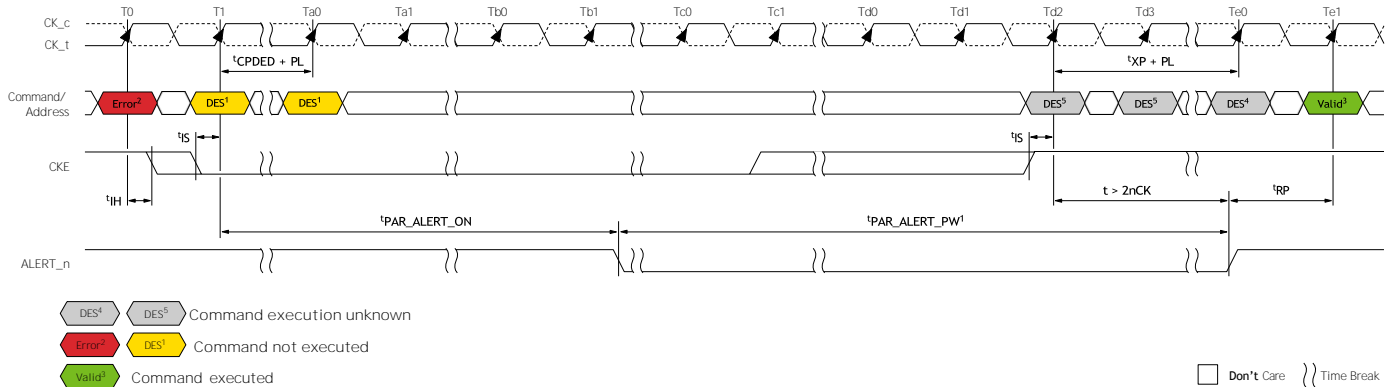 T0 T1 Ta0 Ta1 Tb0 Tb1 Tc0 Tc1 Td0 Td1 Td2 Td3 Te0 Te1
CK_c
CK_t
tCPDED + PL
tXP + PL
Command/
Address
Error2
DES1
DES1
DES5
DES5
DES4
Valid3
tIS
tIS
CKE
tIH
t > 2nCK
tRP
tPAR_ALERT_ON
tPAR_ALERT_PW1
ALERT_n
DES4 DES5 Command execution unknown
Error2 DES1 Command not executed
Valid3 Command executed
Don't Care
Time Break